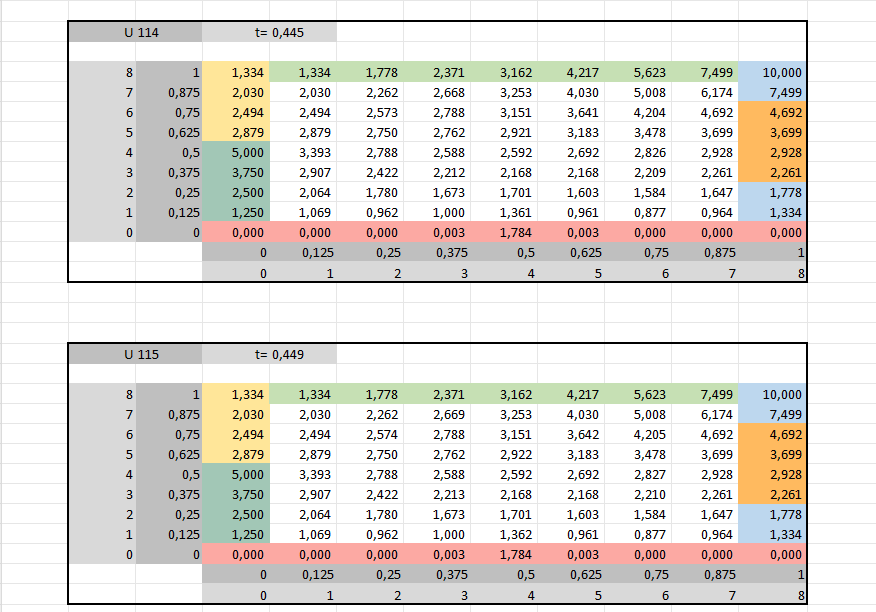 U 114 t= 0,445
8 1 1,334 1,334 1,778 2,371 3,162 4,217 5,623 7,499 10,000
7 0,875 2,030 2,030 2,262 2,668 3,253 4,030 5,008 6,174 7,499
6 0,75 2,494 2,494 2,573 2,788 3,151 3,641 4,204 4,692 4,692
5 0,625 2,879 2,879 2,750 2,762 2,921 3,183 3,478 3,699 3,699
4 0,5 5,000 3,393 2,788 2,588 2,592 2,692 2,826 2,928 2,928
3 0,375 3,750 2,907 2,422 2,212 2,168 2,168 2,209 2,261 2,261
2 0,25 2,500 2,064 1,780 1,673 1,701 1,603 1,584 1,647 1,778
1 0,125 1,250 1,069 0,962 1,000 1,361 0,961 0,877 0,964 1,334
0 0 0,000 0,000 0,000 0,003 1,784 0,003 0,000 0,000 0,000
0 0,125 0,25 0,375 0,5 0,625 0,75 0,875 1
0 1 2 3 4 5 6 7 8
U 115 t= 0,449
8 1 1,334 1,334 1,778 2,371 3,162 4,217 5,623 7,499 10,000
7 0,875 2,030 2,030 2,262 2,669 3,253 4,030 5,008 6,174 7,499
6 0,75 2,494 2,494 2,574 2,788 3,151 3,642 4,205 4,692 4,692
5 0,625 2,879 2,879 2,750 2,762 2,922 3,183 3,478 3,699 3,699
4 0,5 5,000 3,393 2,788 2,588 2,592 2,692 2,827 2,928 2,928
3 0,375 3,750 2,907 2,422 2,213 2,168 2,168 2,210 2,261 2,261
2 0,25 2,500 2,064 1,780 1,673 1,701 1,603 1,584 1,647 1,778
1 0,125 1,250 1,069 0,962 1,000 1,362 0,961 0,877 0,964 1,334
0 0 0,000 0,000 0,000 0,003 1,784 0,003 0,000 0,000 0,000
0 0,125 0,25 0,375 0,5 0,625 0,75 0,875 1
0 1 2 3 4 5 6 7 8